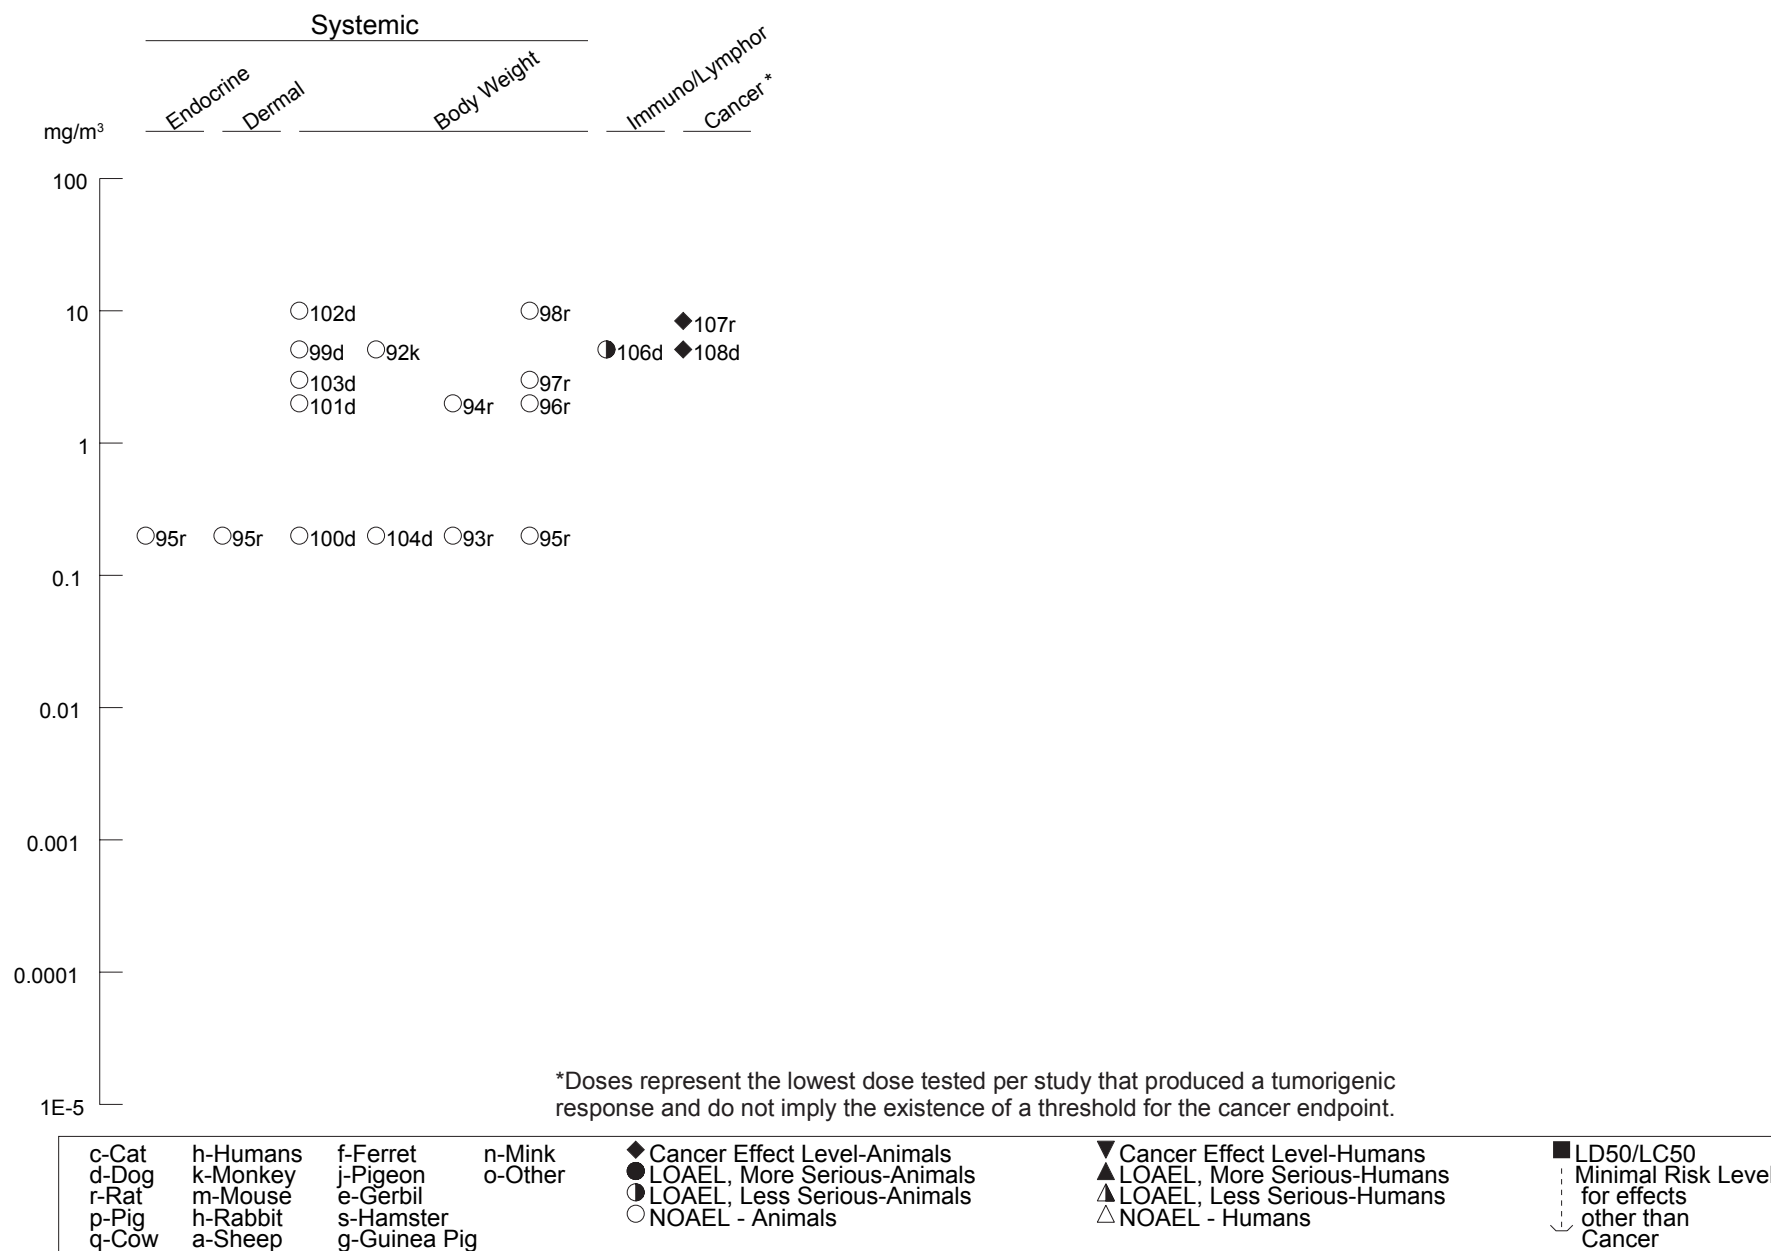 Systemic
Endocrine
Dermal
Body Weight
Immuno/Lymphor
Cancer *
mg/m³
100
10
1
0.1
0.01
0.001
0.0001
1E-5
102d
98r
107r
99d
92k
106d
108d
103d
97r
101d
94r
96r
95r
95r
100d
104d
93r
95r
*Doses represent the lowest dose tested per study that produced a tumorigenic
response and do not imply the existence of a threshold for the cancer endpoint.
c-Cat
d-Dog
r-Rat
p-Pig
q-Cow
h-Humans
k-Monkey
m-Mouse
h-Rabbit
a-Sheep
f-Ferret
j-Pigeon
e-Gerbil
s-Hamster
g-Guinea Pig
n-Mink
o-Other
Cancer Effect Level-Animals
LOAEL, More Serious-Animals
LOAEL, Less Serious-Animals
NOAEL - Animals
Cancer Effect Level-Humans
LOAEL, More Serious-Humans
LOAEL, Less Serious-Humans
NOAEL - Humans
LD50/LC50
Minimal Risk Level
for effects
other than
Cancer